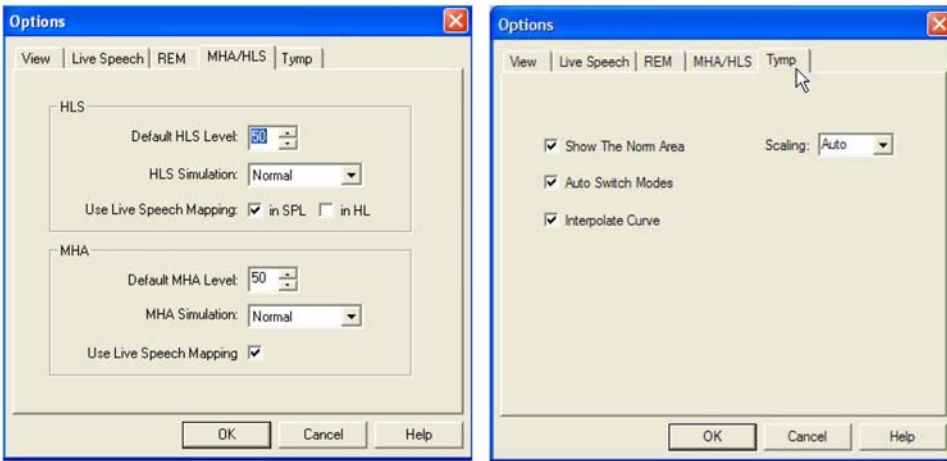 Options
View Live Speech REM MHA/HLS Tymp
HLS
Default HLS Level: 50
HLS Simulation: Normal
Use Live Speech Mapping: in SPL in HL
MHA
Default MHA Level: 50
MHA Simulation: Normal
Use Live Speech Mapping
OK Cancel Help
Options
View Live Speech REM MHA/HLS Tymp
Show The Norm Area Scaling: Auto
Auto Switch Modes
Interpolate Curve
OK Cancel Help